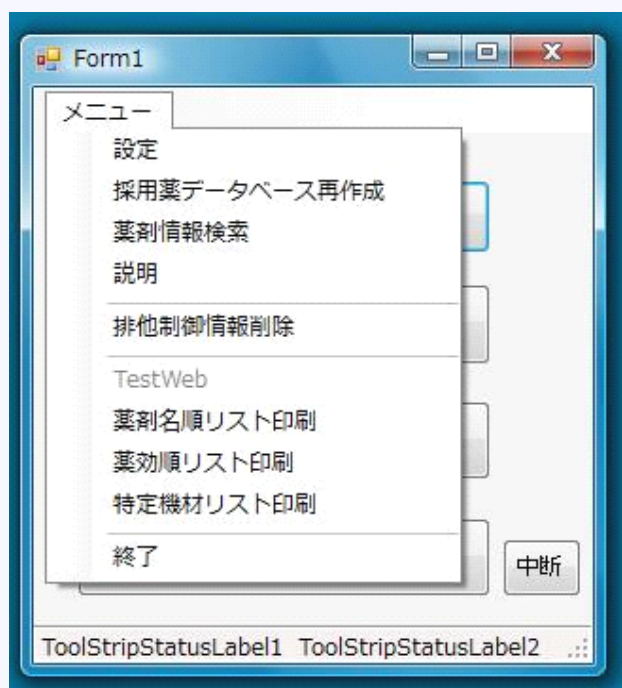 Form1
メニュー
設定
採用薬データベース再作成
薬剤情報検索
説明
排他制御情報削除
TestWeb
薬剤名順リスト印刷
薬効順リスト印刷
特定機材リスト印刷
終了
中断
ToolStripStatusLabel1 ToolStripStatusLabel2